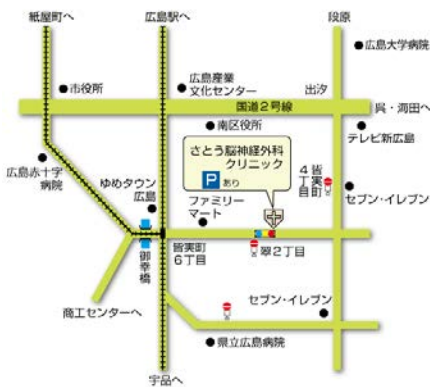 紙屋町へ
広島駅へ
段原
広島大学病院
市役所
広島産業
文化センター
出汐
国道2号線
呉・海田へ
南区役所
テレビ新広島
さとう脳神経外科
クリニック
P あり
広島赤十字
病院
ゆめタウン
広島
ファミリー
マート
皆実町
4丁目
セブン・イレブン
御幸橋
皆実町
6丁目
翠2丁目
商工センターへ
セブン・イレブン
県立広島病院
宇品へ